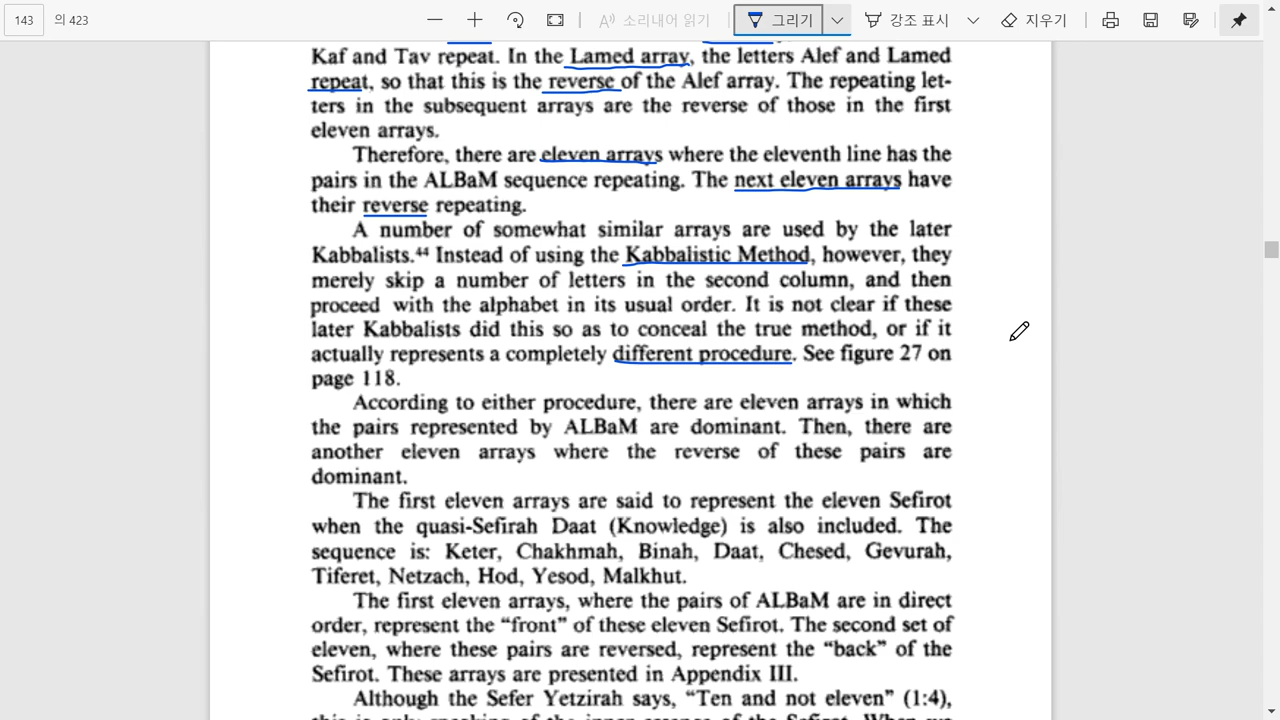 143 의 423 소리내어 읽기 그리기 강조 표시 지우기
Kaf and Tav repeat. In the Lamed array, the letters Alef and Lamed
repeat, so that this is the reverse of the Alef array. The repeating let-
ters in the subsequent arrays are the reverse of those in the first
eleven arrays.
Therefore, there are eleven arrays where the eleventh line has the
pairs in the ALBaM sequence repeating. The next eleven arrays have
their reverse repeating.
A number of somewhat similar arrays are used by the later
Kabbalists.⁴⁴ Instead of using the Kabbalistic Method, however, they
merely skip a number of letters in the second column, and then
proceed with the alphabet in its usual order. It is not clear if these
later Kabbalists did this so as to conceal the true method, or if it
actually represents a completely different procedure. See figure 27 on
page 118.
According to either procedure, there are eleven arrays in which
the pairs represented by ALBaM are dominant. Then, there are
another eleven arrays where the reverse of these pairs are
dominant.
The first eleven arrays are said to represent the eleven Sefirot
when the quasi-Sefirah Daat (Knowledge) is also included. The
sequence is: Keter, Chakhmah, Binah, Daat, Chesed, Gevurah,
Tiferet, Netzach, Hod, Yesod, Malkhut.
The first eleven arrays, where the pairs of ALBaM are in direct
order, represent the “front” of these eleven Sefirot. The second set of
eleven, where these pairs are reversed, represent the “back” of the
Sefirot. These arrays are presented in Appendix III.
Although the Sefer Yetzirah says, “Ten and not eleven” (1:4),